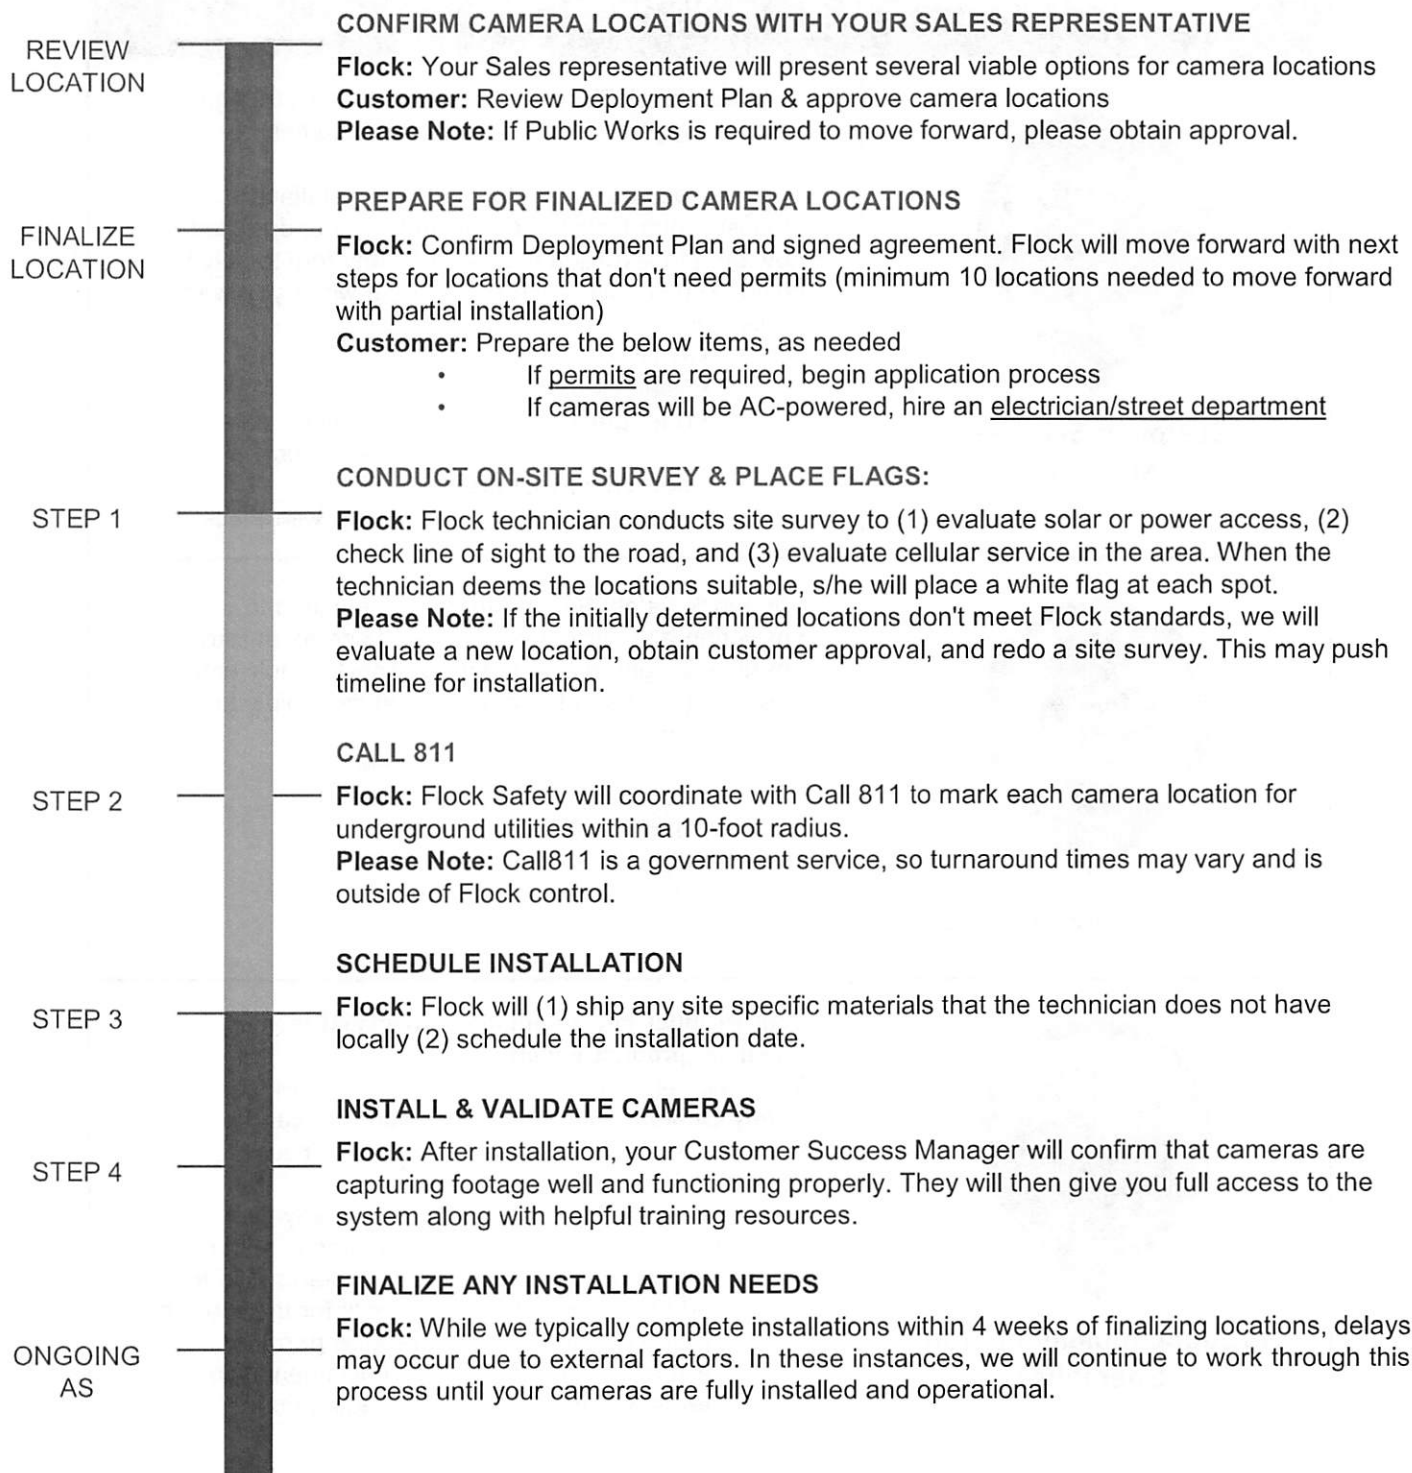 REVIEW
LOCATION
CONFIRM CAMERA LOCATIONS WITH YOUR SALES REPRESENTATIVE
Flock: Your Sales representative will present several viable options for camera locations
Customer: Review Deployment Plan & approve camera locations
Please Note: If Public Works is required to move forward, please obtain approval.
FINALIZE
LOCATION
PREPARE FOR FINALIZED CAMERA LOCATIONS
Flock: Confirm Deployment Plan and signed agreement. Flock will move forward with next
steps for locations that don't need permits (minimum 10 locations needed to move forward
with partial installation)
Customer: Prepare the below items, as needed
• If permits are required, begin application process
• If cameras will be AC-powered, hire an electrician/street department
STEP 1
CONDUCT ON-SITE SURVEY & PLACE FLAGS:
Flock: Flock technician conducts site survey to (1) evaluate solar or power access, (2)
check line of sight to the road, and (3) evaluate cellular service in the area. When the
technician deems the locations suitable, s/he will place a white flag at each spot.
Please Note: If the initially determined locations don't meet Flock standards, we will
evaluate a new location, obtain customer approval, and redo a site survey. This may push
timeline for installation.
STEP 2
CALL 811
Flock: Flock Safety will coordinate with Call 811 to mark each camera location for
underground utilities within a 10-foot radius.
Please Note: Call811 is a government service, so turnaround times may vary and is
outside of Flock control.
STEP 3
SCHEDULE INSTALLATION
Flock: Flock will (1) ship any site specific materials that the technician does not have
locally (2) schedule the installation date.
STEP 4
INSTALL & VALIDATE CAMERAS
Flock: After installation, your Customer Success Manager will confirm that cameras are
capturing footage well and functioning properly. They will then give you full access to the
system along with helpful training resources.
ONGOING
AS
FINALIZE ANY INSTALLATION NEEDS
Flock: While we typically complete installations within 4 weeks of finalizing locations, delays
may occur due to external factors. In these instances, we will continue to work through this
process until your cameras are fully installed and operational.